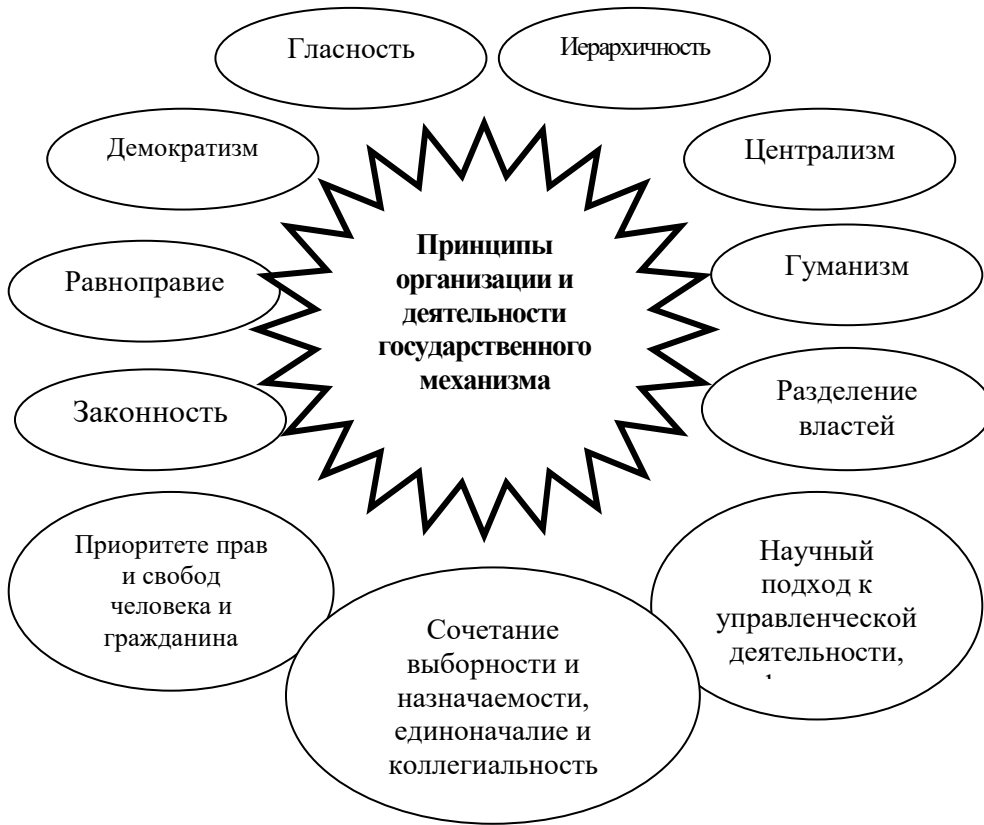 Гласность
Иерархичность
Демократизм
Централизм
Принципы
организации и
деятельности
государственного
механизма
Равноправие
Гуманизм
Законность
Разделение
властей
Приоритете прав
и свобод
человека и
гражданина
Научный
подход к
управленческой
деятельности,
Сочетание
выборности и
назначаемости,
единоначалие и
коллегиальность